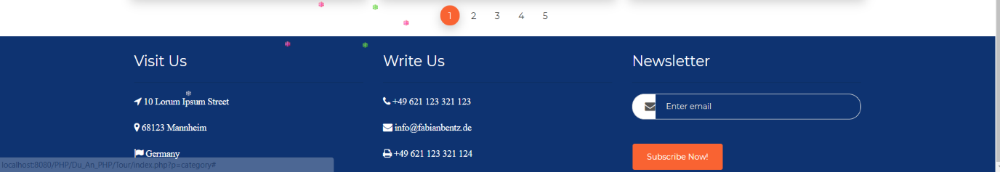 1 2 3 4 5
Visit Us
10 Lorum Ipsum Street
68123 Mannheim
Germany
Write Us
+49 621 123 321 123
info@fabianbentz.de
+49 621 123 321 124
Newsletter
Enter email
Subscribe Now!
localhost:8080/PHP/Du_An_PHP/Tour/index.php?p=category#